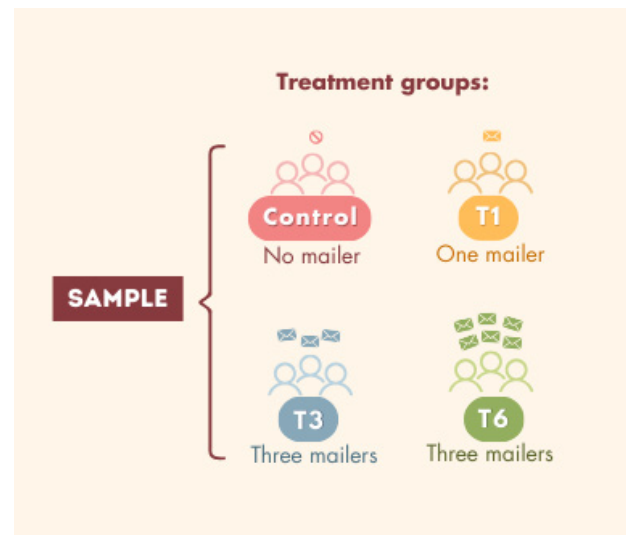 Treatment groups:
Control
No mailer
T1
One mailer
SAMPLE
T3
Three mailers
T6
Three mailers